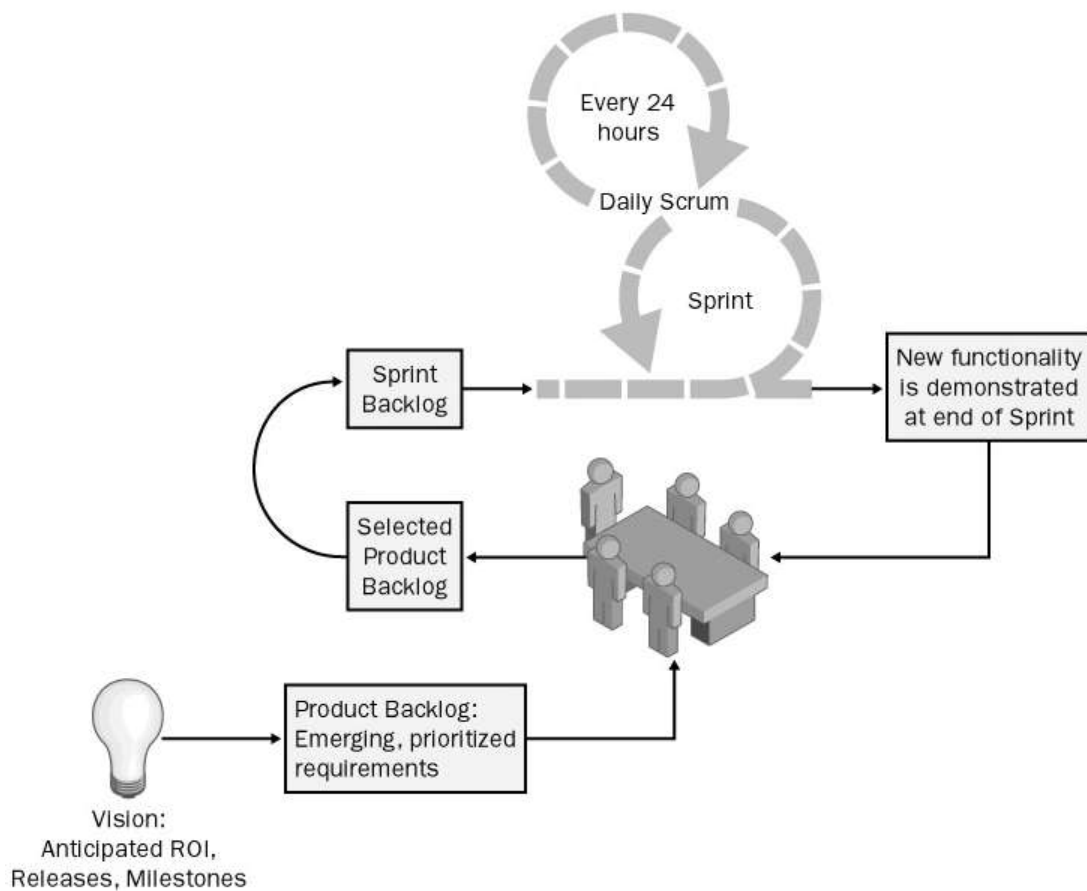 Every 24
hours
Daily Scrum
Sprint
Sprint
Backlog
New functionality
is demonstrated
at end of Sprint
Selected
Product
Backlog
Product Backlog:
Emerging, prioritized
requirements
Vision:
Anticipated ROI,
Releases, Milestones